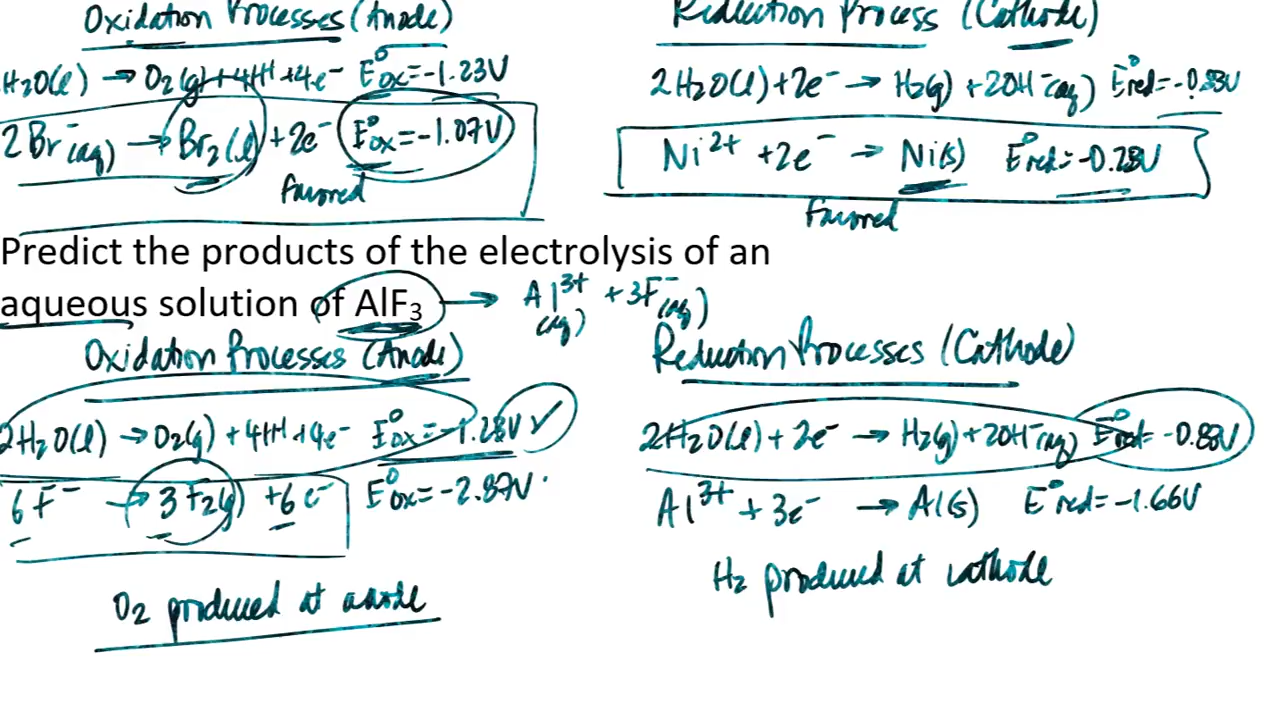 Oxidation Processes (Anode)
Reduction Process (Cathode)
H₂O(l) → O₂(g) + 4H⁺ + 4e⁻ E°ox = -1.23V
2H₂O(l) + 2e⁻ → H₂(g) + 2OH⁻(aq) E°red = -0.83V
2Br⁻(aq) → Br₂(l) + 2e⁻ E°ox = -1.07V
Ni²⁺ + 2e⁻ → Ni(s) E°red = -0.28V
favored
favored
Predict the products of the electrolysis of an
aqueous solution of AlF₃ → Al³⁺(aq) + 3F⁻(aq)
Oxidation Processes (Anode)
Reduction Processes (Cathode)
2H₂O(l) → O₂(g) + 4H⁺ + 4e⁻ E°ox = -1.23V ✓
2H₂O(l) + 2e⁻ → H₂(g) + 2OH⁻(aq) E°red = -0.83V
6F⁻ → 3F₂(g) + 6e⁻ E°ox = -2.87V
Al³⁺ + 3e⁻ → Al(s) E°red = -1.66V
O₂ produced at anode
H₂ produced at cathode